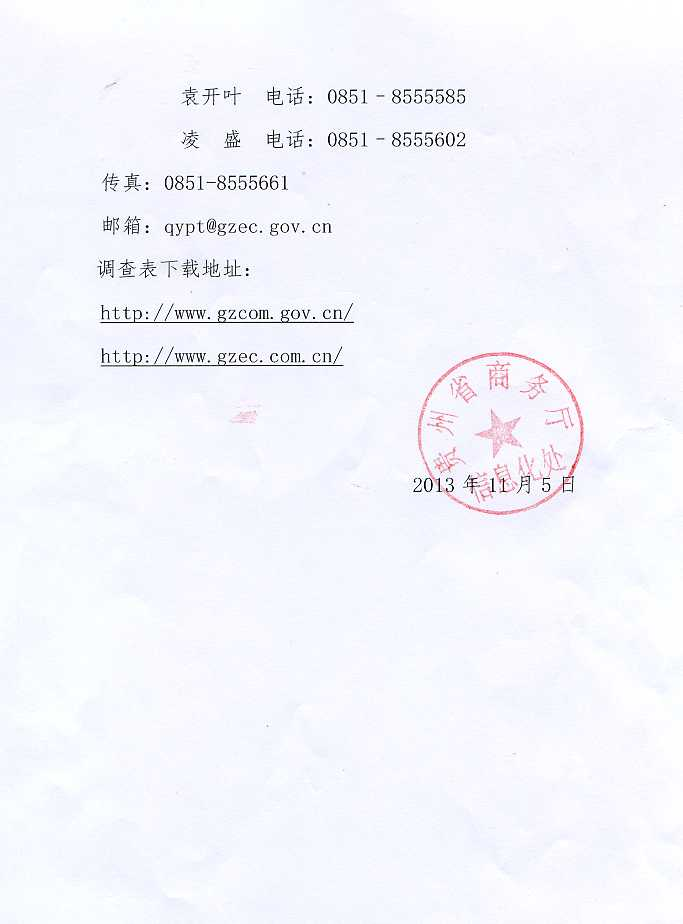 袁开叶 电话：0851-8555585
凌 盛 电话：0851-8555602
传真：0851-8555661
邮箱：qypt@gzec.gov.cn
调查表下载地址：
http://www.gzcom.gov.cn/
http://www.gzec.com.cn/
贵州省商务厅
信息化处
2013 年 11 月 5 日